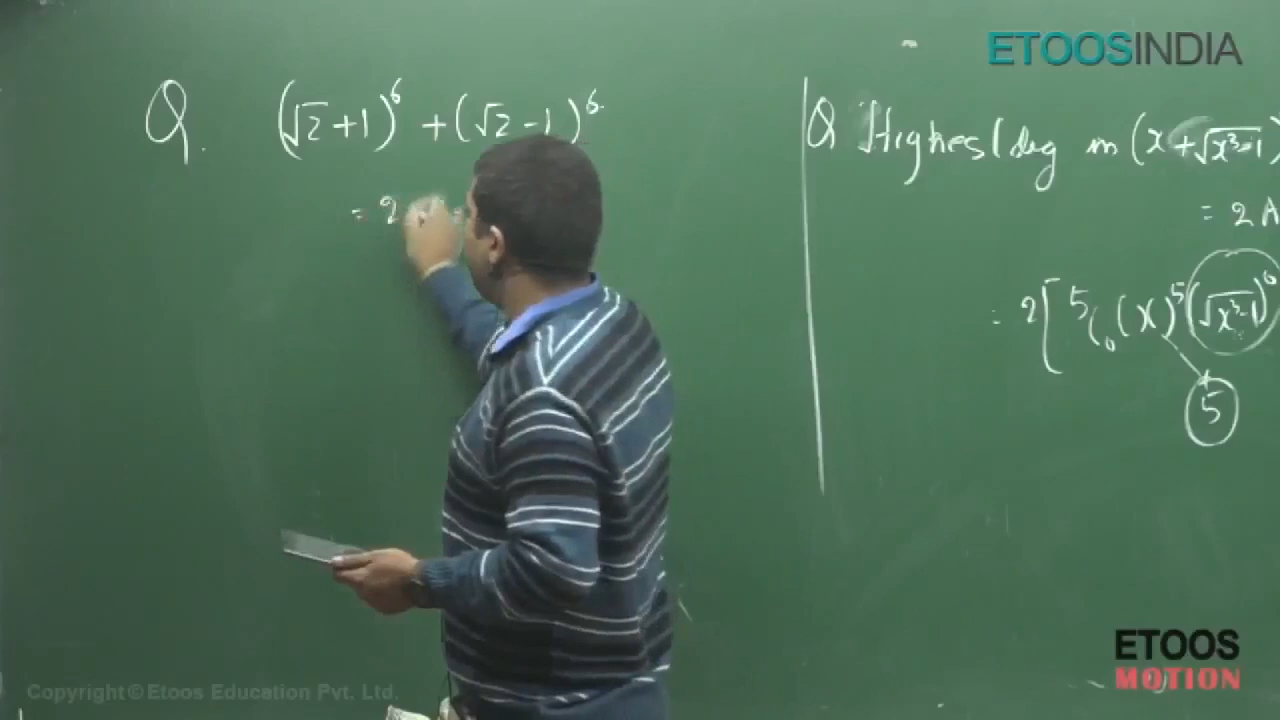 ETOOSINDIA
Q. (√2+1)^6 + (√2-1)^6
= 2
Q Highest deg in (x+√x³-1)
= 2A
= 2[ 5C0 (x)^5 (√x³-1)^0
5
ETOOS
MOTION
Copyright © Etoos Education Pvt. Ltd.